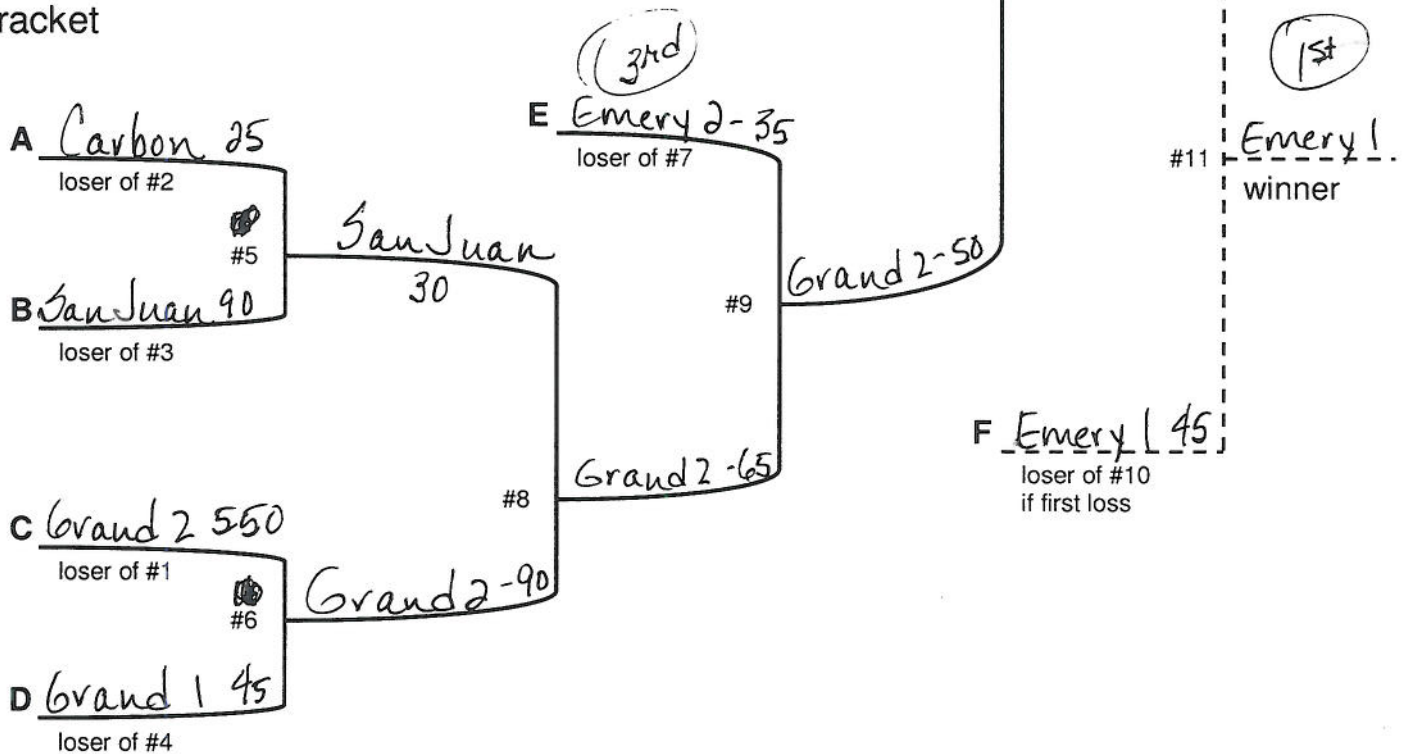 racket
3rd
1st
A Carbon 25
loser of #2
E Emery 2-35
loser of #7
#11 Emery 1
winner
#5
San Juan
30
B San Juan 90
loser of #3
#9
Grand 2-50
F Emery 1 45
loser of #10
if first loss
#8
Grand 2-65
C Grand 2 550
loser of #1
#6
Grand 2-90
D Grand 1 45
loser of #4